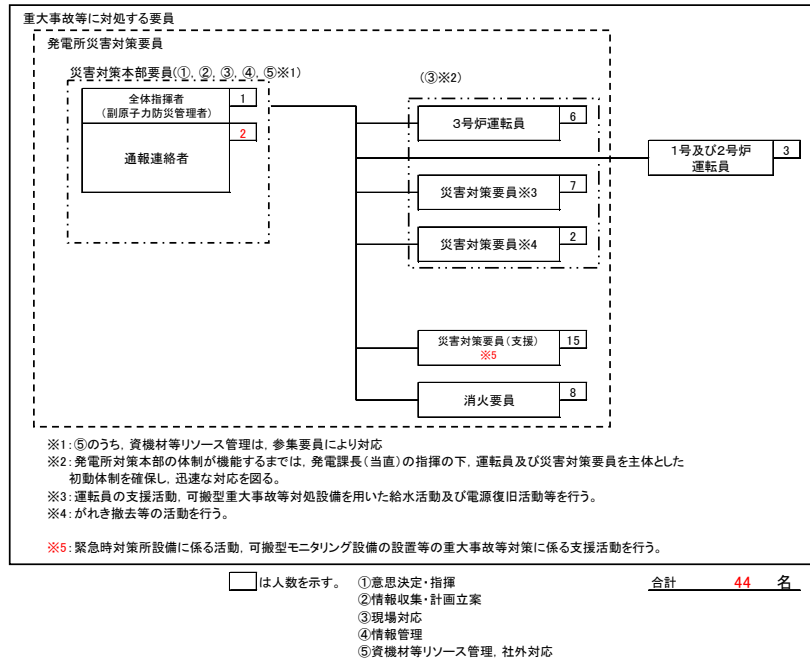 重大事故等に対処する要員
発電所災害対策要員
災害対策本部要員(①, ②, ③, ④, ⑤※1)
(③※2)
全体指揮者
(副原子力防災管理者)
1
2
通報連絡者
3号炉運転員
6
1号及び2号炉
運転員
3
災害対策要員※3
7
災害対策要員※4
2
災害対策要員(支援)
※5
15
消火要員
8
※1:⑤のうち, 資機材等リソース管理は, 参集要員により対応
※2:発電所対策本部の体制が機能するまでは, 発電課長(当直)の指揮の下, 運転員及び災害対策要員を主体とした
初動体制を確保し, 迅速な対応を図る。
※3:運転員の支援活動, 可搬型重大事故等対処設備を用いた給水活動及び電源復旧活動等を行う。
※4:がれき撤去等の活動を行う。
※5:緊急時対策所設備に係る活動, 可搬型モニタリング設備の設置等の重大事故等対策に係る支援活動を行う。
は人数を示す。
①意思決定・指揮
②情報収集・計画立案
③現場対応
④情報管理
⑤資機材等リソース管理, 社外対応
合計 44 名